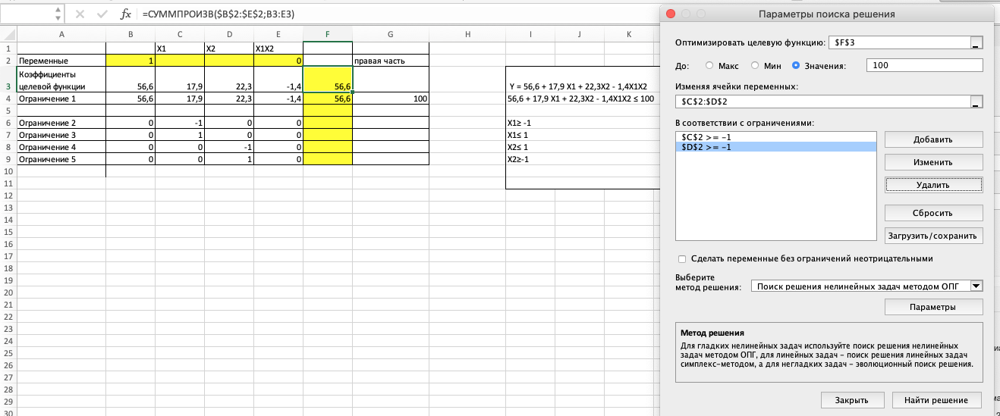 fx =СУММПРОИЗВ($B$2:$E$2;B3:E3)
A B C D E F G H I J K
1 X1 X2 X1X2
2 Переменные 1 0 правая часть
3 Коэффициенты
целевой функции 56,6 17,9 22,3 -1,4 56,6 Y = 56,6 + 17,9 X1 + 22,3X2 - 1,4X1X2
4 Ограничение 1 56,6 17,9 22,3 -1,4 56,6 100 56,6 + 17,9 X1 + 22,3X2 - 1,4X1X2 ≤ 100
5
6 Ограничение 2 0 -1 0 0 X1≥ -1
7 Ограничение 3 0 1 0 0 X1≤ 1
8 Ограничение 4 0 0 -1 0 X2≤ 1
9 Ограничение 5 0 0 1 0 X2≥-1
10
11
12
13
14
15
16
17
18
19
20
21
22
23
24
25
26
27
28
29
30
Параметры поиска решения
Оптимизировать целевую функцию: $F$3
До: Макс Мин Значения: 100
Изменяя ячейки переменных:
$C$2:$D$2
В соответствии с ограничениями:
$C$2 >= -1
$D$2 >= -1
Добавить
Изменить
Удалить
Сбросить
Загрузить/сохранить
Сделать переменные без ограничений неотрицательными
Выберите
метод решения: Поиск решения нелинейных задач методом ОПГ
Параметры
Метод решения
Для гладких нелинейных задач используйте поиск решения нелинейных
задач методом ОПГ, для линейных задач - поиск решения линейных задач
симплекс-методом, а для негладких задач - эволюционный поиск решения.
Закрыть Найти решение